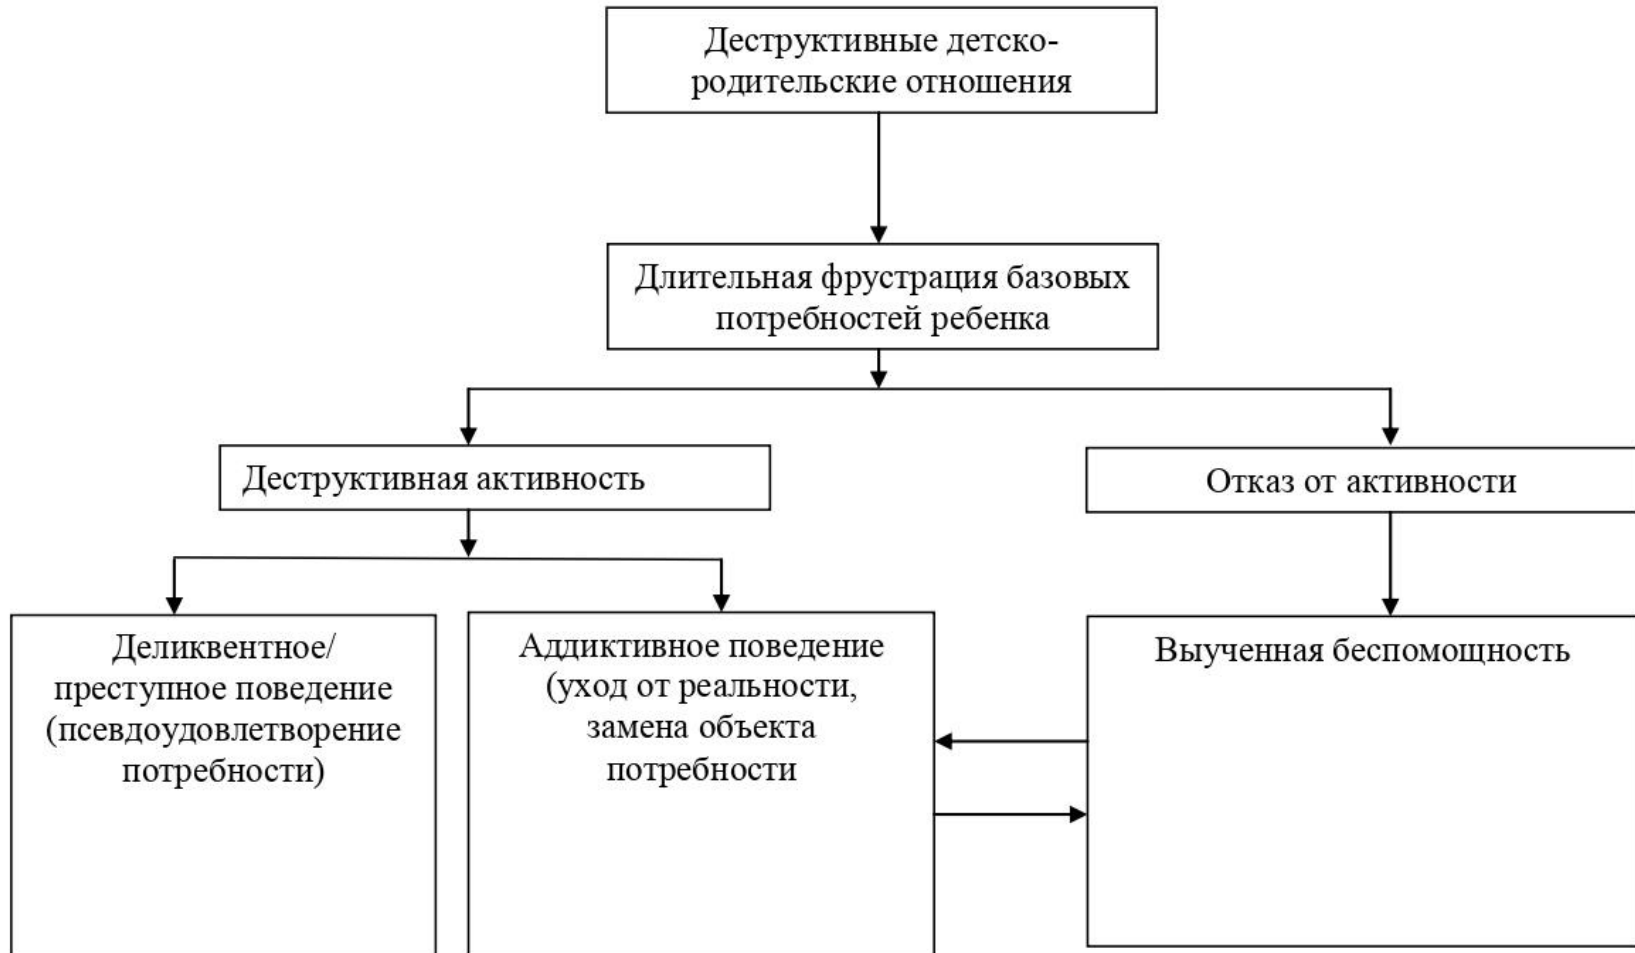 Деструктивные детско-
родительские отношения
Длительная фрустрация базовых
потребностей ребенка
Деструктивная активность
Отказ от активности
Деликвентное/
преступное поведение
(псевдоудовлетворение
потребности)
Аддиктивное поведение
(уход от реальности,
замена объекта
потребности
Выученная беспомощность